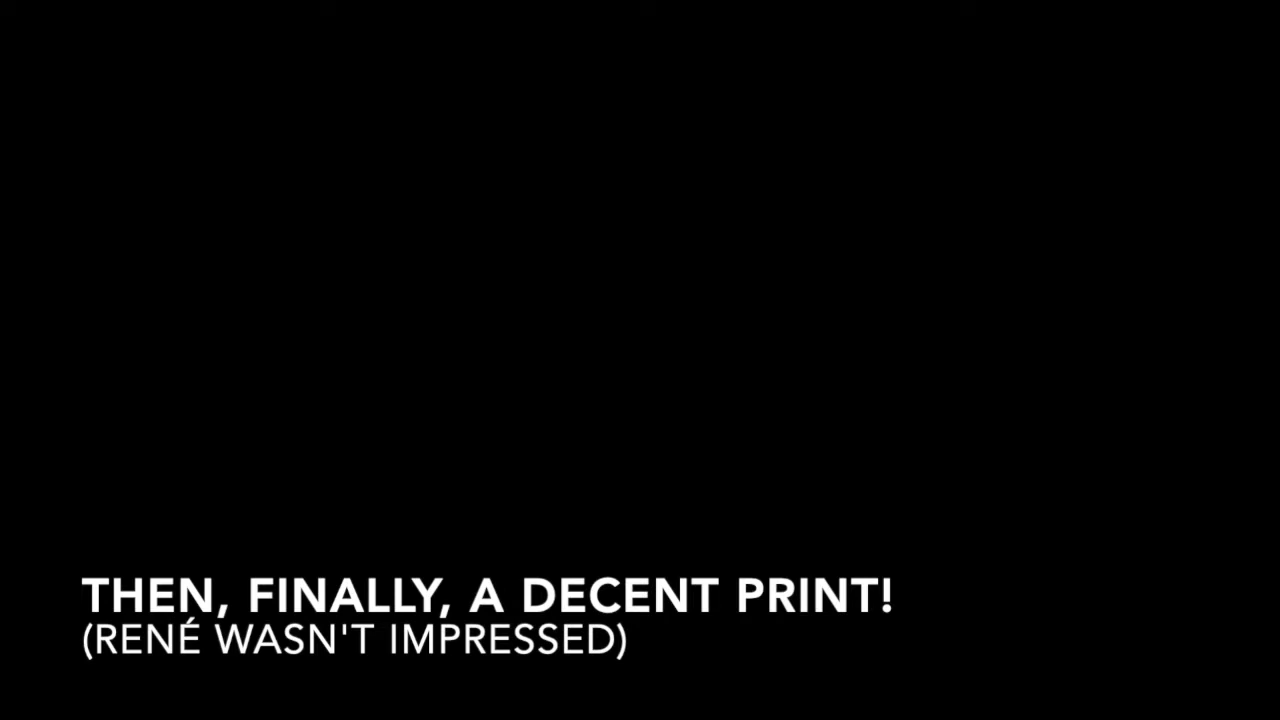 THEN, FINALLY, A DECENT PRINT!
(RENÉ WASN'T IMPRESSED)